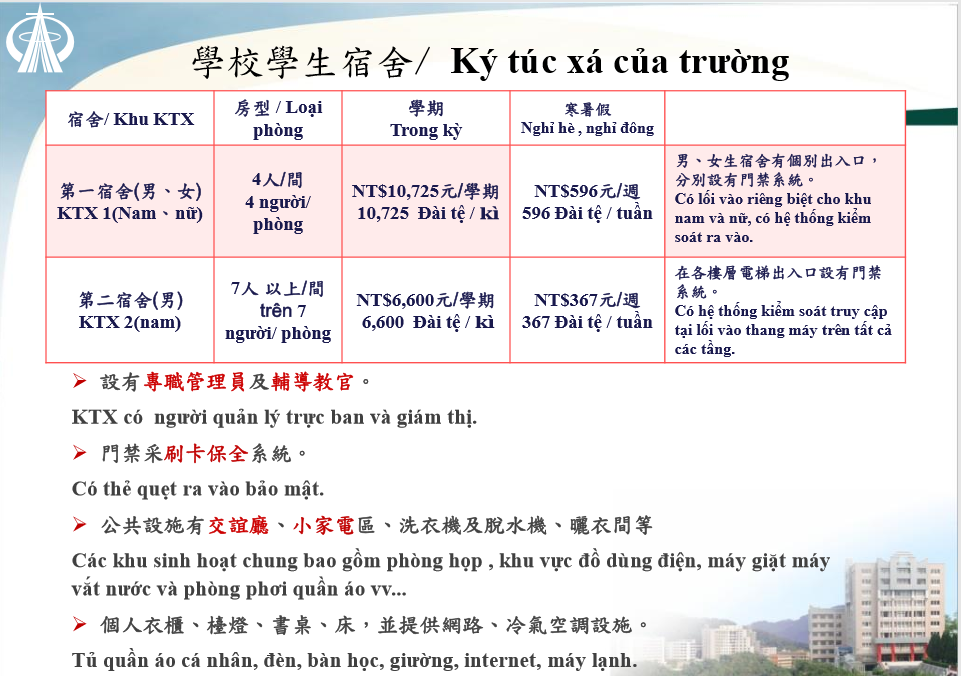 學校學生宿舍/ Ký túc xá của trường
宿舍/ Khu KTX
房型 / Loại
phòng
學期
Trong kỳ
寒暑假
Nghỉ hè , nghỉ đông
第一宿舍(男、女)
KTX 1(Nam、nữ)
4人/間
4 người/
phòng
NT$10,725元/學期
10,725 Đài tệ / kì
NT$596元/週
596 Đài tệ / tuần
男、女生宿舍有個別出入口，
分別設有門禁系統。
Có lối vào riêng biệt cho khu
nam và nữ, có hệ thống kiểm
soát ra vào.
第二宿舍(男)
KTX 2(nam)
7人 以上/間
trên 7
người/ phòng
NT$6,600元/學期
6,600 Đài tệ / kì
NT$367元/週
367 Đài tệ / tuần
在各樓層電梯出入口設有門禁
系統。
Có hệ thống kiểm soát truy cập
tại lối vào thang máy trên tất cả
các tầng.
➢ 設有專職管理員及輔導教官。
KTX có người quản lý trực ban và giám thị.
➢ 門禁采刷卡保全系統。
Có thẻ quẹt ra vào bảo mật.
➢ 公共設施有交誼廳、小家電區、洗衣機及脫水機、曬衣間等
Các khu sinh hoạt chung bao gồm phòng họp , khu vực đồ dùng điện, máy giặt máy
vắt nước và phòng phơi quần áo vv...
➢ 個人衣櫃、檯燈、書桌、床，並提供網路、冷氣空調設施。
Tủ quần áo cá nhân, đèn, bàn học, giường, internet, máy lạnh.